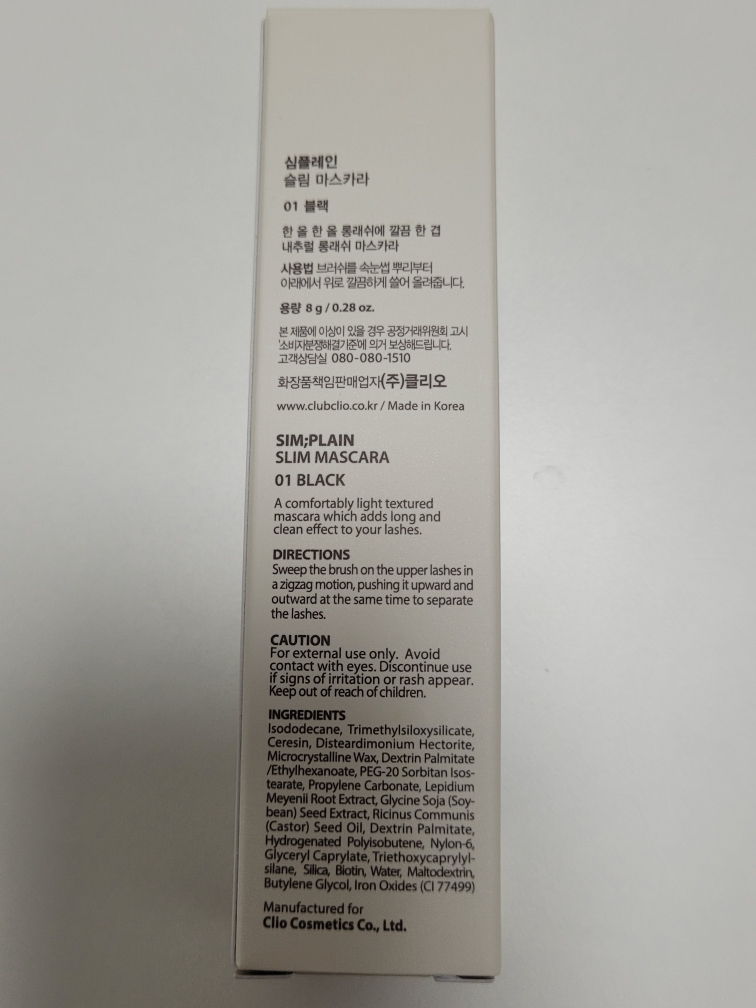 심플레인
슬림 마스카라
01 블랙
한 올 한 올 롱래쉬에 깔끔 한 겹
내추럴 롱래쉬 마스카라
사용법 브러쉬를 속눈썹 뿌리부터
아래에서 위로 깔끔하게 쓸어 올려줍니다.
용량 8 g / 0.28 oz.
본 제품에 이상이 있을 경우 공정거래위원회 고시
'소비자분쟁해결기준'에 의거 보상해드립니다.
고객상담실 080-080-1510
화장품책임판매업자(주)클리오
www.clubclio.co.kr / Made in Korea
SIM;PLAIN
SLIM MASCARA
01 BLACK
A comfortably light textured
mascara which adds long and
clean effect to your lashes.
DIRECTIONS
Sweep the brush on the upper lashes in
a zigzag motion, pushing it upward and
outward at the same time to separate
the lashes.
CAUTION
For external use only. Avoid
contact with eyes. Discontinue use
if signs of irritation or rash appear.
Keep out of reach of children.
INGREDIENTS
Isododecane, Trimethylsiloxysilicate,
Ceresin, Disteardimonium Hectorite,
Microcrystalline Wax, Dextrin Palmitate
/Ethylhexanoate, PEG-20 Sorbitan Isos-
tearate, Propylene Carbonate, Lepidium
Meyenii Root Extract, Glycine Soja (Soy-
bean) Seed Extract, Ricinus Communis
(Castor) Seed Oil, Dextrin Palmitate,
Hydrogenated Polyisobutene, Nylon-6,
Glyceryl Caprylate, Triethoxycaprylyl-
silane, Silica, Biotin, Water, Maltodextrin,
Butylene Glycol, Iron Oxides (CI 77499)
Manufactured for
Clio Cosmetics Co., Ltd.